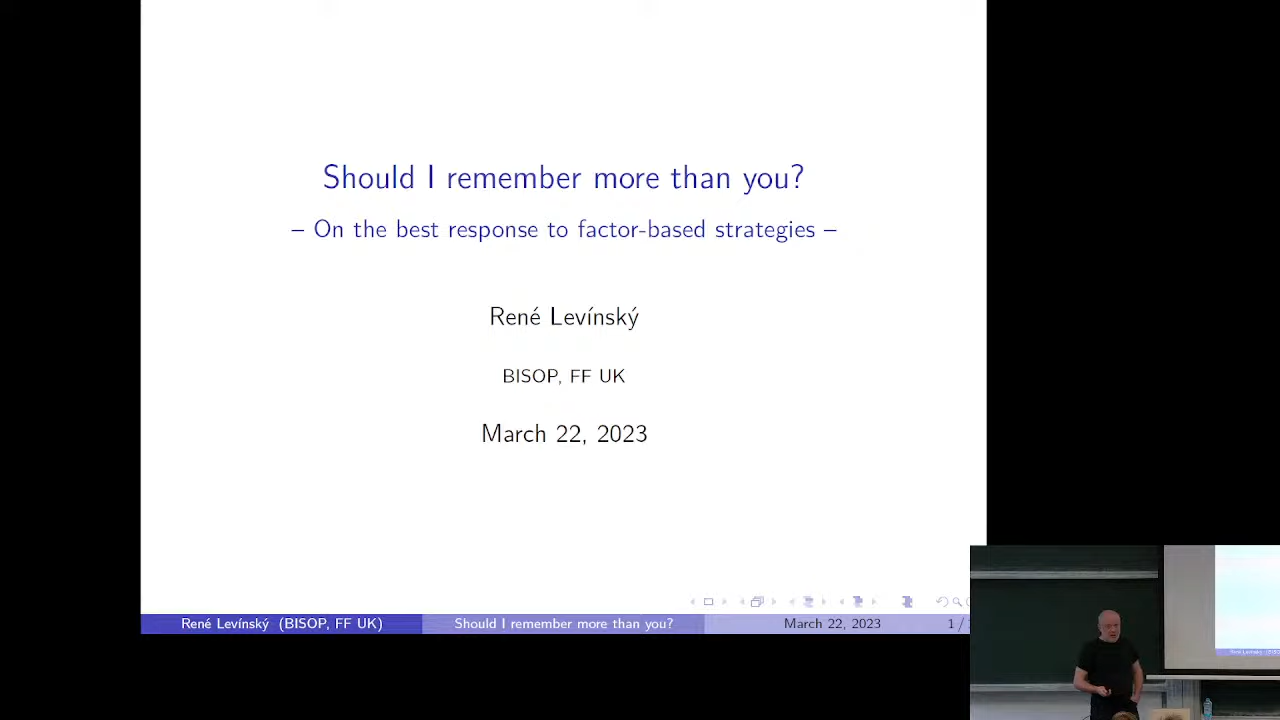 Should I remember more than you?
– On the best response to factor-based strategies –
René Levínský
BISOP, FF UK
March 22, 2023
René Levínský (BISOP, FF UK) Should I remember more than you? March 22, 2023 1 /